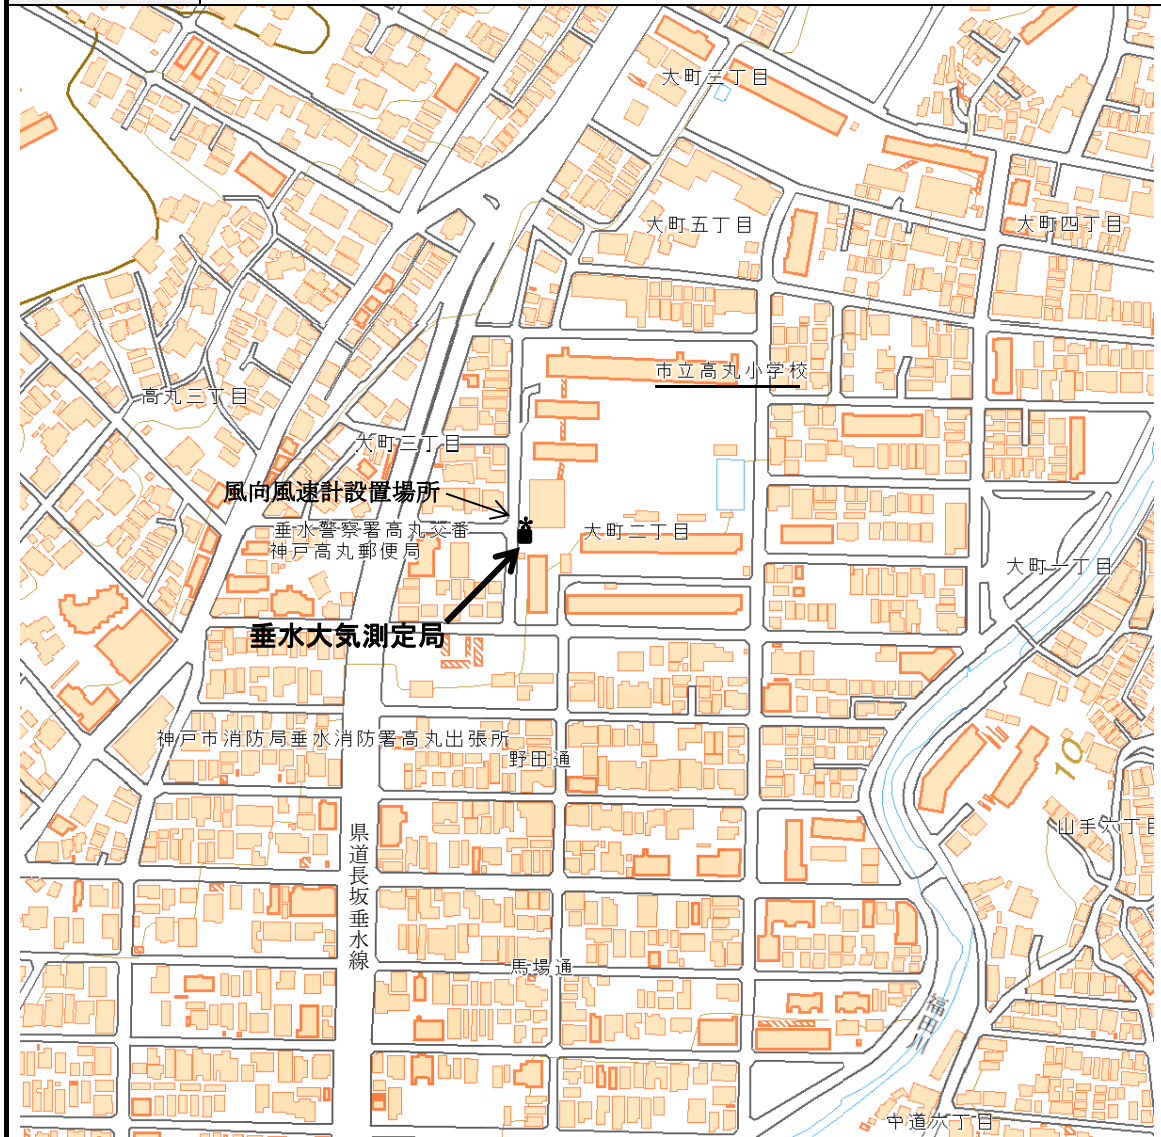 大町三丁目
大町五丁目
大町四丁目
市立高丸小学校
高丸三丁目
大町三丁目
風向風速計設置場所
垂水警察署高丸交番
大町二丁目
神戸高丸郵便局
大町一丁目
垂水大気測定局
神戸市消防局垂水消防署高丸出張所
野田通
10
山手六丁目
県道長坂垂水線
馬場通
福田川
中道六丁目